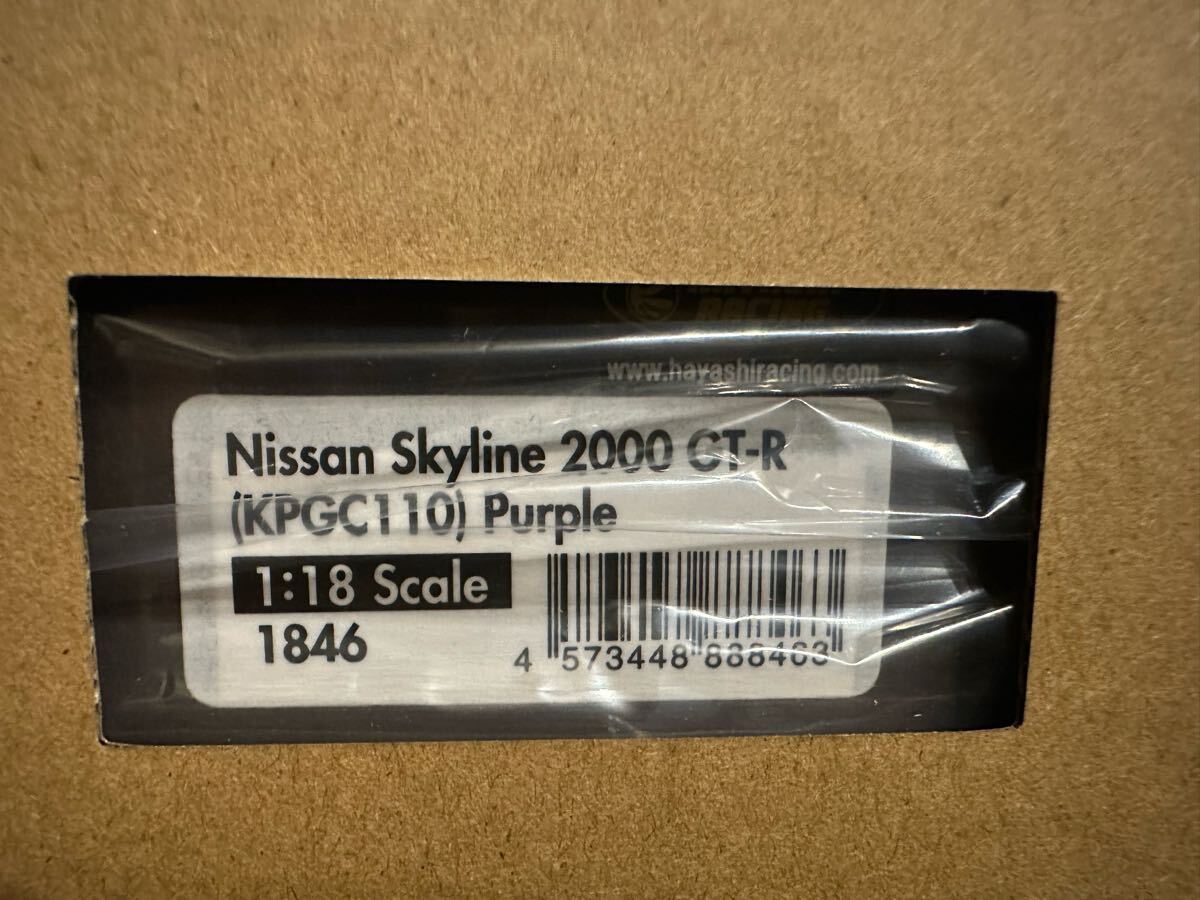 RACING
www.hayashiracing.com
Nissan Skyline 2000 GT-R
(KPGC110) Purple
1:18 Scale
1846
4 573448 888463